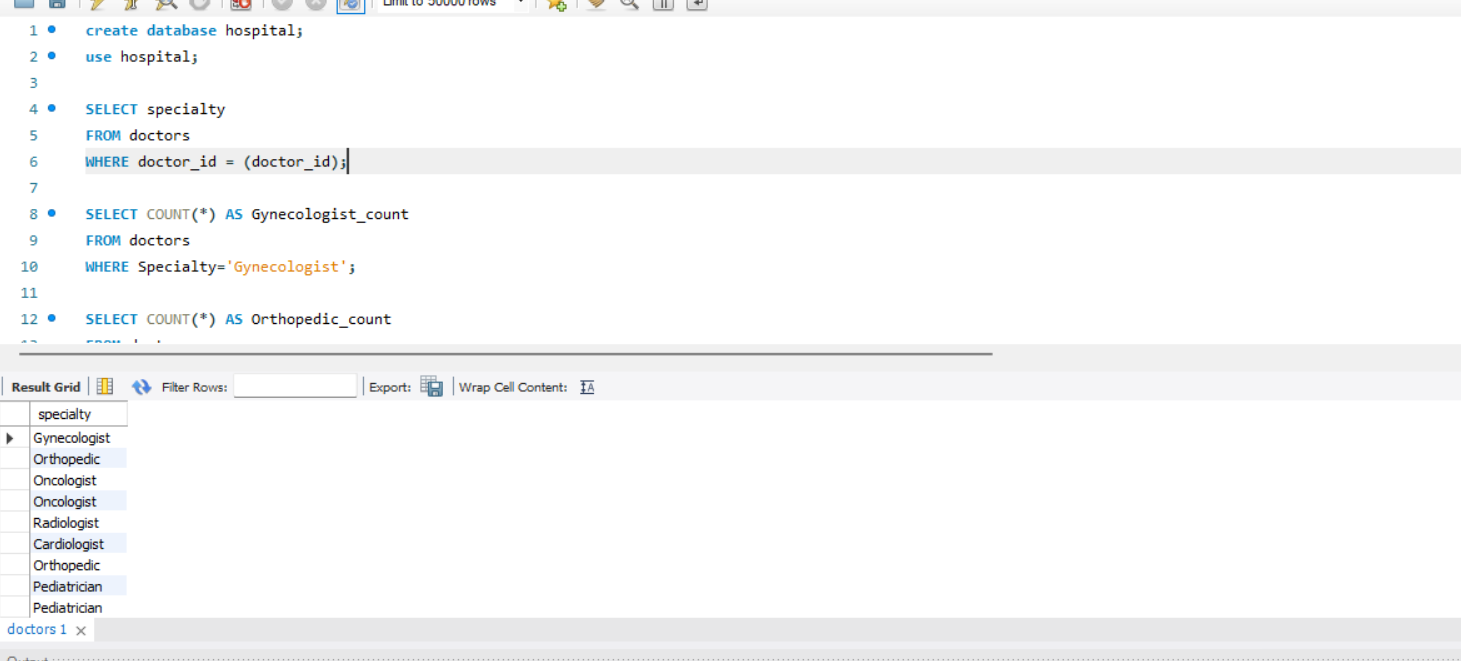 Limit to 50000 rows
1 create database hospital;
2 use hospital;
3
4 SELECT specialty
5 FROM doctors
6 WHERE doctor_id = (doctor_id);
7
8 SELECT COUNT(*) AS Gynecologist_count
9 FROM doctors
10 WHERE Specialty='Gynecologist';
11
12 SELECT COUNT(*) AS Orthopedic_count
Result Grid Filter Rows: Export: Wrap Cell Content: IA
specialty
Gynecologist
Orthopedic
Oncologist
Oncologist
Radiologist
Cardiologist
Orthopedic
Pediatrician
Pediatrician
doctors 1